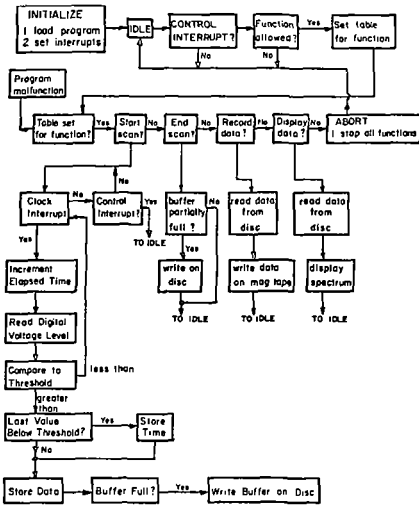 INITIALIZE
1 load program
2 set interrupts
IDLE
CONTROL
INTERRUPT?
Function
allowed?
Yes
Set table
for function
No
No
Program
malfunction
Table set
for function?
Yes
Start
scan?
No
End
scan?
No
Record
data?
No
Display
data?
No
ABORT
1 stop all functions
No
Clock
Interrupt
No
Control
Interrupt?
Yes
TO IDLE
buffer
partially
full ?
No
read data
from
disc
read data
from
disc
Yes
Yes
Increment
Elapsed Time
write on
disc
write data
on mag tape
display
spectrum
TO IDLE
TO IDLE
TO IDLE
Read Digital
Voltage Level
Compare to
Threshold
less than
greater
than
Last Value
Below Threshold?
Yes
Store
Time
No
Store Data
Buffer Full?
Yes
Write Buffer on Disc